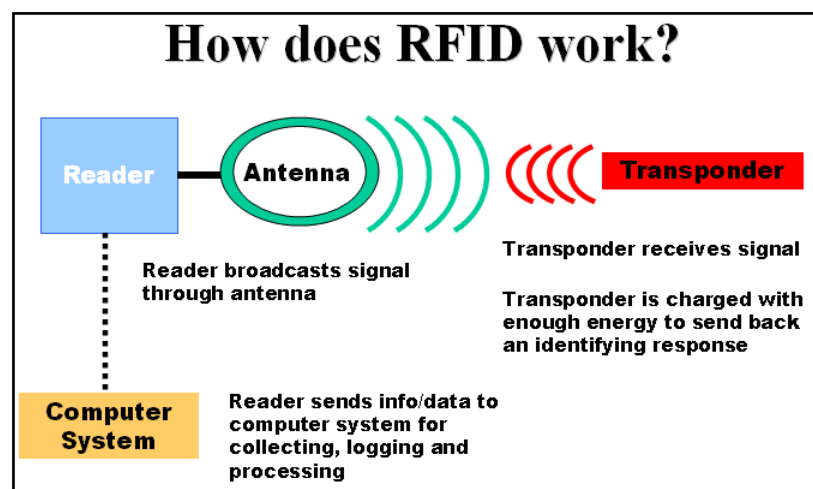 How does RFID work?
Reader
Antenna
Transponder
Reader broadcasts signal
through antenna
Transponder receives signal
Transponder is charged with
enough energy to send back
an identifying response
Computer
System
Reader sends info/data to
computer system for
collecting, logging and
processing